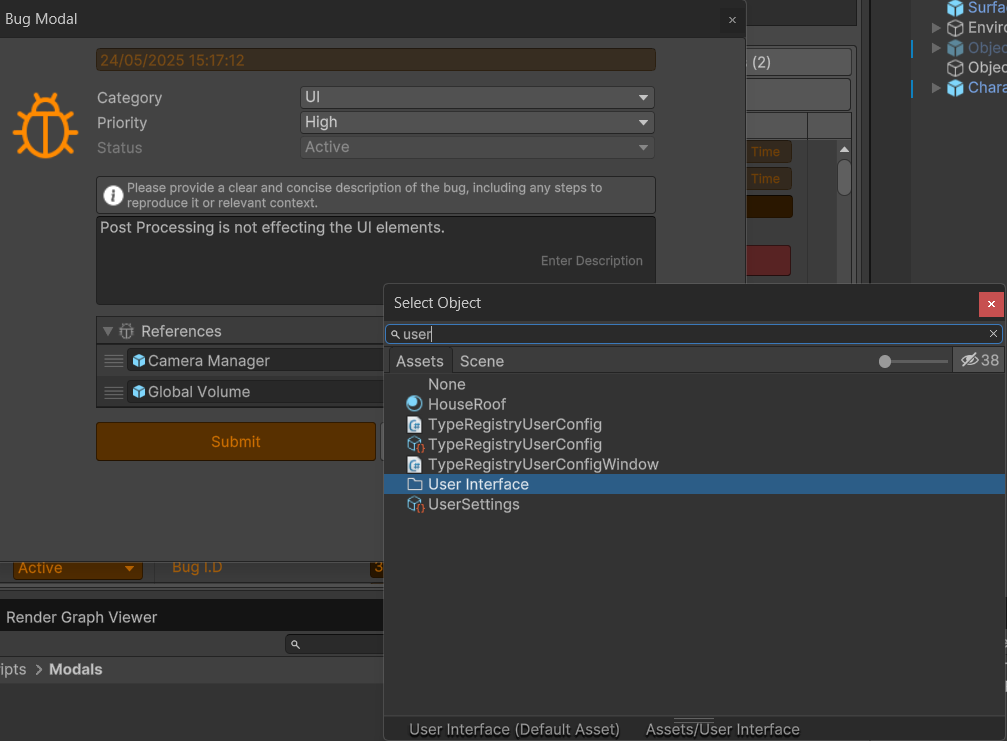 Bug Modal
24/05/2025 15:17:12
Category
UI
Priority
High
Status
Active
Please provide a clear and concise description of the bug, including any steps to
reproduce it or relevant context.
Post Processing is not effecting the UI elements.
Enter Description
References
Camera Manager
Global Volume
Submit
Active
Bug I.D
3
Render Graph Viewer
ipts > Modals
(2)
Time
Time
Surfa
Enviro
Objec
Objec
Chara
Select Object
user
Assets Scene
38
None
HouseRoof
TypeRegistryUserConfig
TypeRegistryUserConfig
TypeRegistryUserConfigWindow
User Interface
UserSettings
User Interface (Default Asset) Assets/User Interface